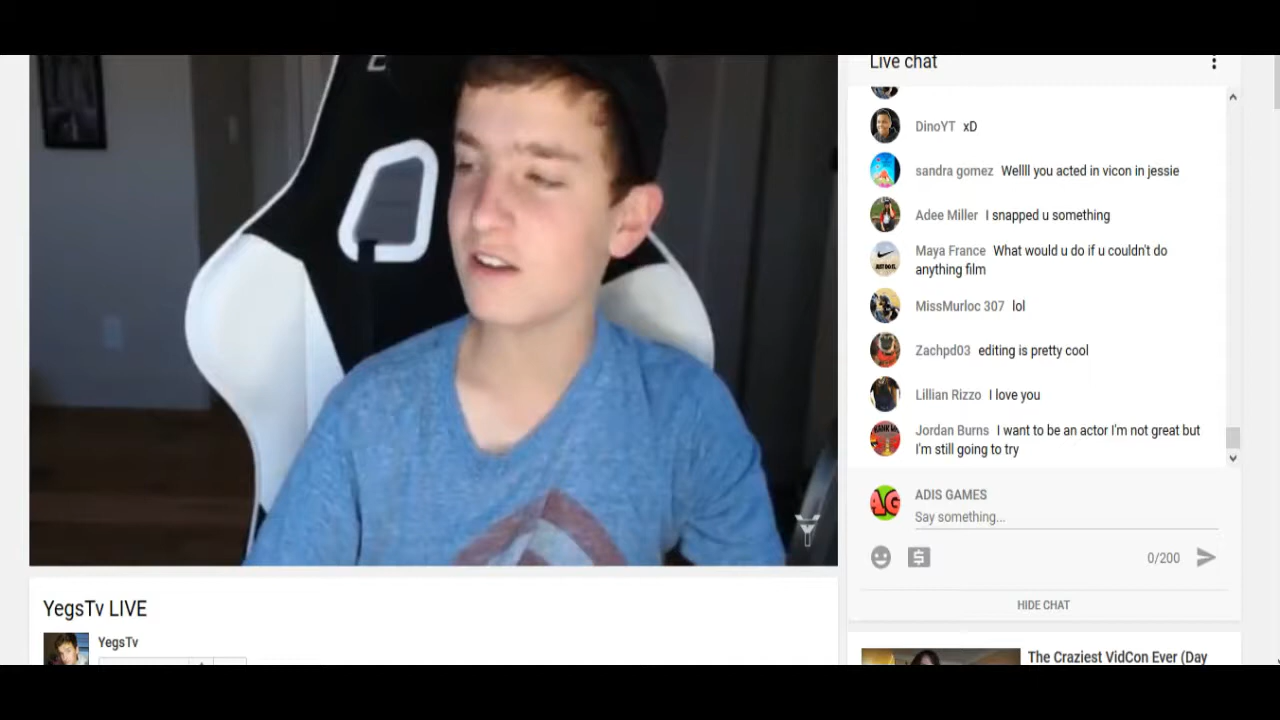 Live chat
DinoYT xD
sandra gomez Wellll you acted in vicon in jessie
Adee Miller I snapped u something
Maya France What would u do if u couldn't do
anything film
MissMurloc 307 lol
Zachpd03 editing is pretty cool
Lillian Rizzo I love you
Jordan Burns I want to be an actor I'm not great but
I'm still going to try
AG
ADIS GAMES
Say something...
0/200
HIDE CHAT
YegsTv LIVE
YegsTv
The Craziest VidCon Ever (Day